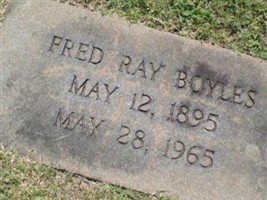 FRED RAY BOYLES
MAY 12, 1895
MAY 28, 1965